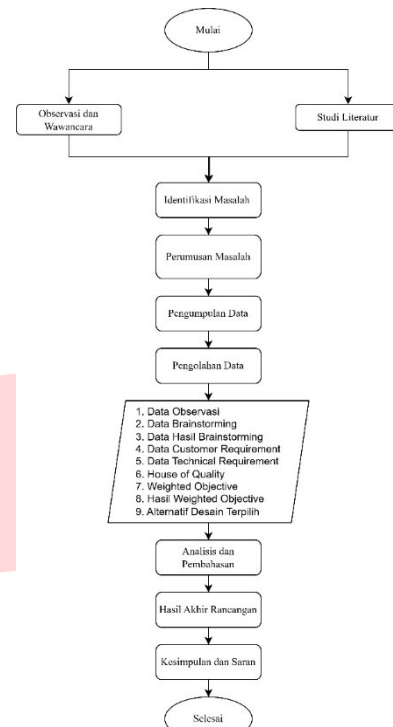 Mulai
Observasi dan
Wawancara
Studi Literatur
Identifikasi Masalah
Perumusan Masalah
Pengumpulan Data
Pengolahan Data
1. Data Observasi
2. Data Brainstorming
3. Data Hasil Brainstorming
4. Data Customer Requirement
5. Data Technical Requirement
6. House of Quality
7. Weighted Objective
8. Hasil Weighted Objective
9. Alternatif Desain Terpilih
Analisis dan
Pembahasan
Hasil Akhir Rancangan
Kesimpulan dan Saran
Selesai